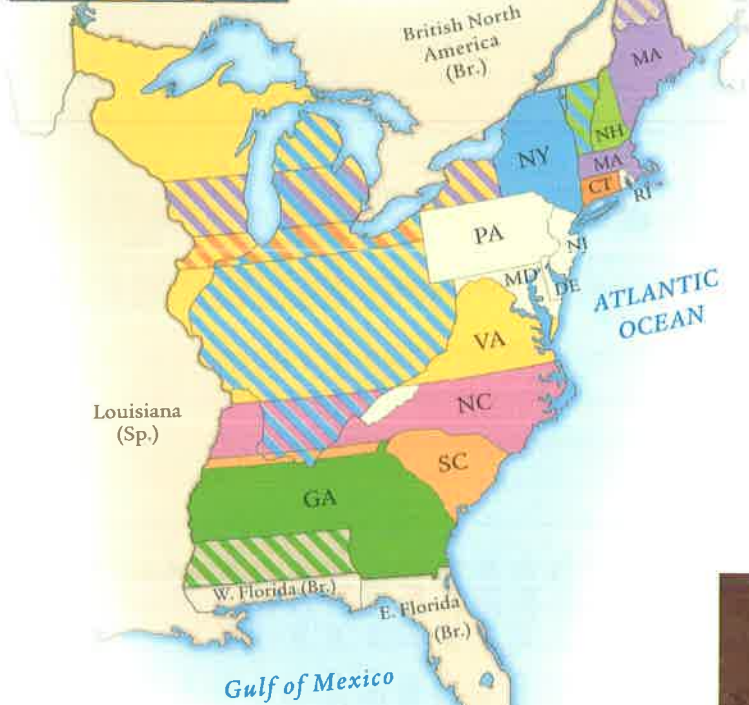 British North
America
(Br.)
MA
NH
NY
MA
CT
RI
PA
NJ
MD
DE
ATLANTIC
OCEAN
VA
Louisiana
(Sp.)
NC
SC
GA
W. Florida (Br.)
E. Florida
(Br.)
Gulf of Mexico